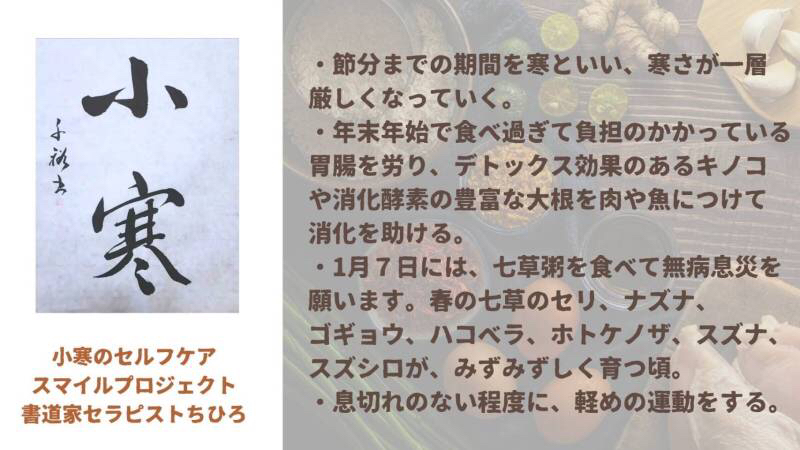 小寒
千裕書
小寒のセルフケア
スマイルプロジェクト
書道家セラピストちひろ
・節分までの期間を寒といい、寒さが一層
厳しくなっていく。
・年末年始で食べ過ぎて負担のかかっている
胃腸を労り、デトックス効果のあるキノコ
や消化酵素の豊富な大根を肉や魚につけて
消化を助ける。
・1月７日には、七草粥を食べて無病息災を
願います。春の七草のセリ、ナズナ、
ゴギョウ、ハコベラ、ホトケノザ、スズナ、
スズシロが、みずみずしく育つ頃。
・息切れのない程度に、軽めの運動をする。